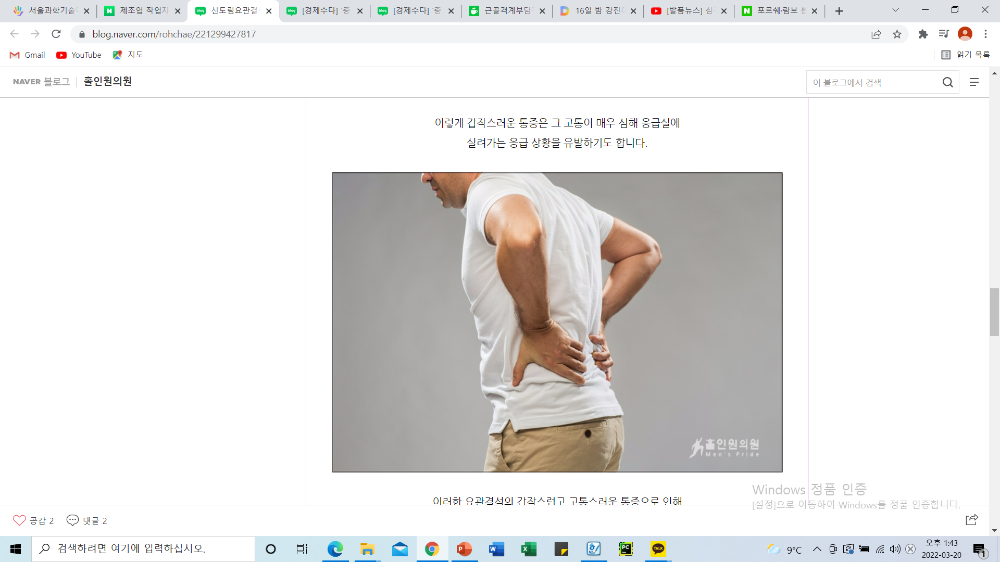 서울과학기술
제조업 작업자
신도림요관결
[경제수다] '중
[경제수다] '중
근골격계부담
16일 밤 강진
[발품뉴스] 심
포르쉐·람보
blog.naver.com/rohchae/221299427817
Gmail YouTube 지도
읽기 목록
NAVER 블로그 | 홀인원의원
이 블로그에서 검색
이렇게 갑작스러운 통증은 그 고통이 매우 심해 응급실에
실려가는 응급 상황을 유발하기도 합니다.
홀인원의원
Men's Pride
이러한 요관결석의 갑작스럽고 고통스러운 통증으로 인해
Windows 정품 인증
[설정]으로 이동하여 Windows를 정품 인증합니다.
공감 2 댓글 2
검색하려면 여기에 입력하십시오.
9°C
오후 1:43
2022-03-20
1